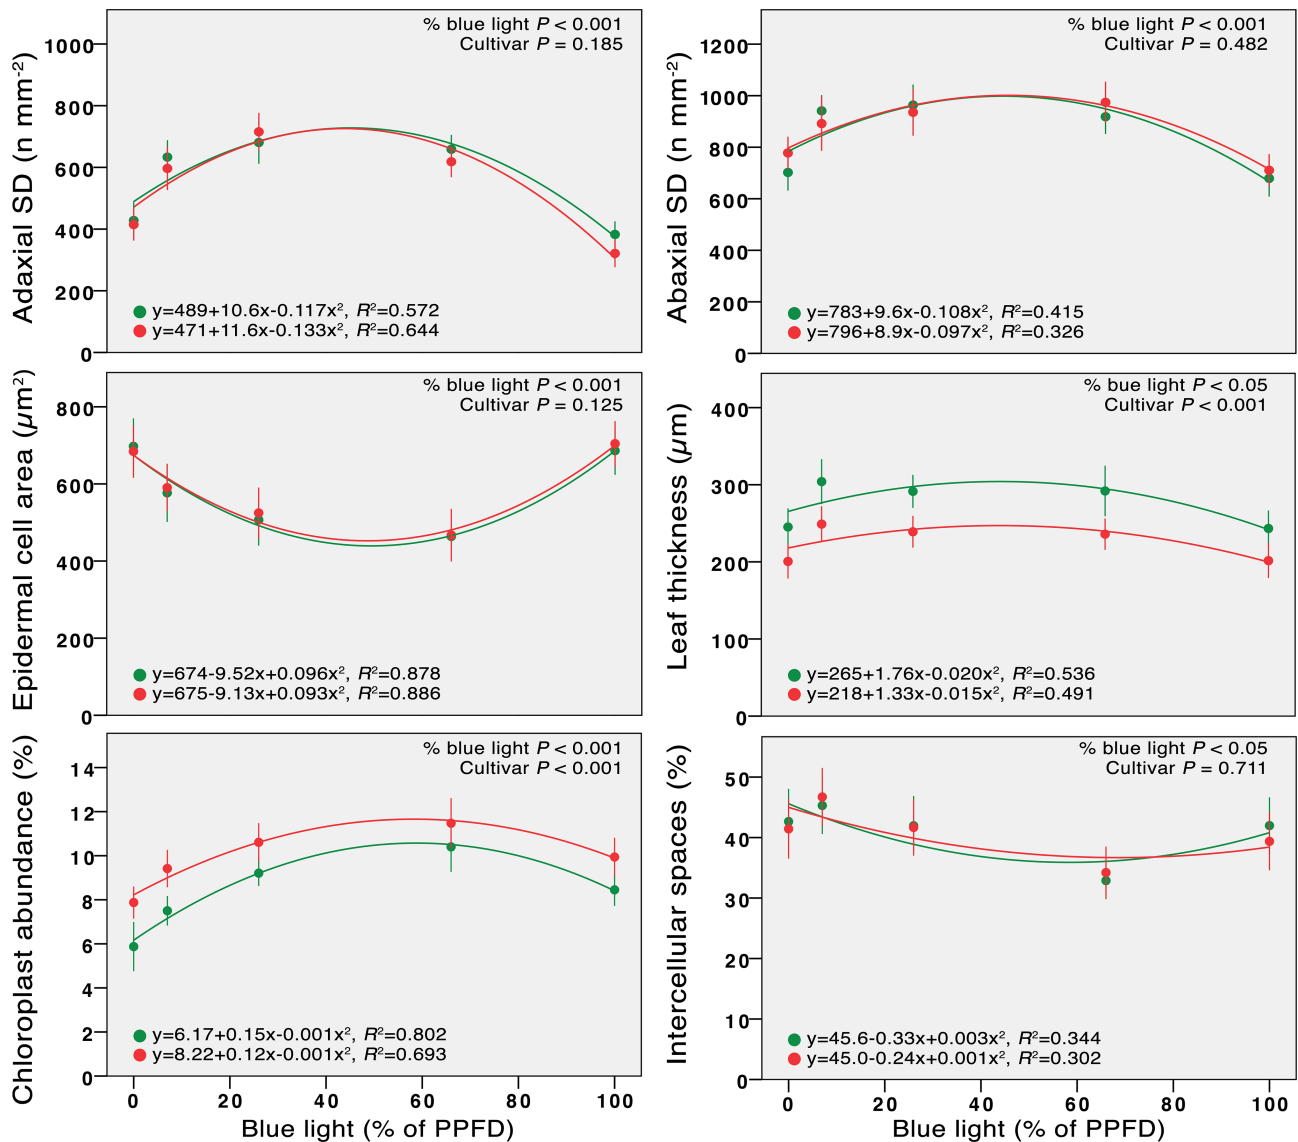 Adaxial SD (n mm⁻²)
% blue light P < 0.001
Cultivar P = 0.185
1000
800
600
400
200
0
y=489+10.6x-0.117x², R²=0.572
y=471+11.6x-0.133x², R²=0.644
Abaxial SD (n mm⁻²)
% blue light P < 0.001
Cultivar P = 0.482
1200
1000
800
600
400
200
0
y=783+9.6x-0.108x², R²=0.415
y=796+8.9x-0.097x², R²=0.326
Epidermal cell area (µm²)
% blue light P < 0.001
Cultivar P = 0.125
800
600
400
200
0
y=674-9.52x+0.096x², R²=0.878
y=675-9.13x+0.093x², R²=0.886
Leaf thickness (µm)
% bue light P < 0.05
Cultivar P < 0.001
400
300
200
100
0
y=265+1.76x-0.020x², R²=0.536
y=218+1.33x-0.015x², R²=0.491
Chloroplast abundance (%)
% blue light P < 0.001
Cultivar P < 0.001
14
12
10
8
6
4
2
0
y=6.17+0.15x-0.001x², R²=0.802
y=8.22+0.12x-0.001x², R²=0.693
0 20 40 60 80 100
Blue light (% of PPFD)
Intercellular spaces (%)
% blue light P < 0.05
Cultivar P = 0.711
50
40
30
20
10
0
y=45.6-0.33x+0.003x², R²=0.344
y=45.0-0.24x+0.001x², R²=0.302
0 20 40 60 80 100
Blue light (% of PPFD)